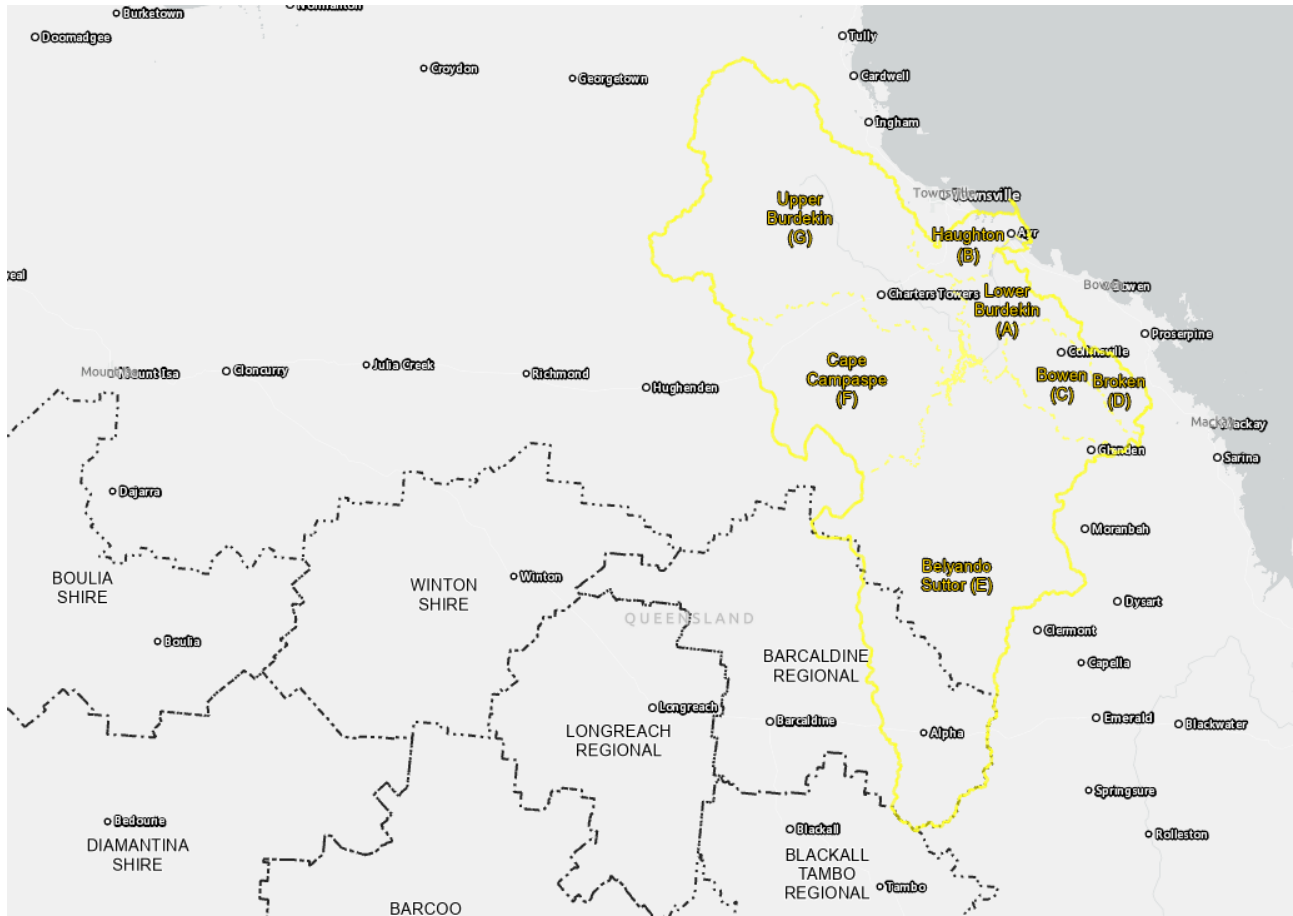 Normanton
Burketown
Doomadgee
Tully
Croydon
Georgetown
Cardwell
Ingham
Townsville
Upper
Burdekin
(G)
Haughton
(B)
Ayr
Lower
Burdekin
(A)
Charters Towers
Bowen
Proserpine
Collinsville
Cape
Campaspe
(F)
Bowen
(C)
Broken
(D)
Mount Isa
Cloncurry
Julia Creek
Richmond
Hughenden
Mackay
Glenden
Sarina
Dajarra
Moranbah
Belyando
Suttor (E)
BOULIA
SHIRE
WINTON
SHIRE
Winton
QUEENSLAND
Dysart
Clermont
Boulia
BARCALDINE
REGIONAL
Capella
Longreach
Barcaldine
Emerald
Blackwater
LONGREACH
REGIONAL
Alpha
Springsure
Bedourie
DIAMANTINA
SHIRE
Blackall
Rolleston
BLACKALL
TAMBO
REGIONAL
Tambo
BARCOO